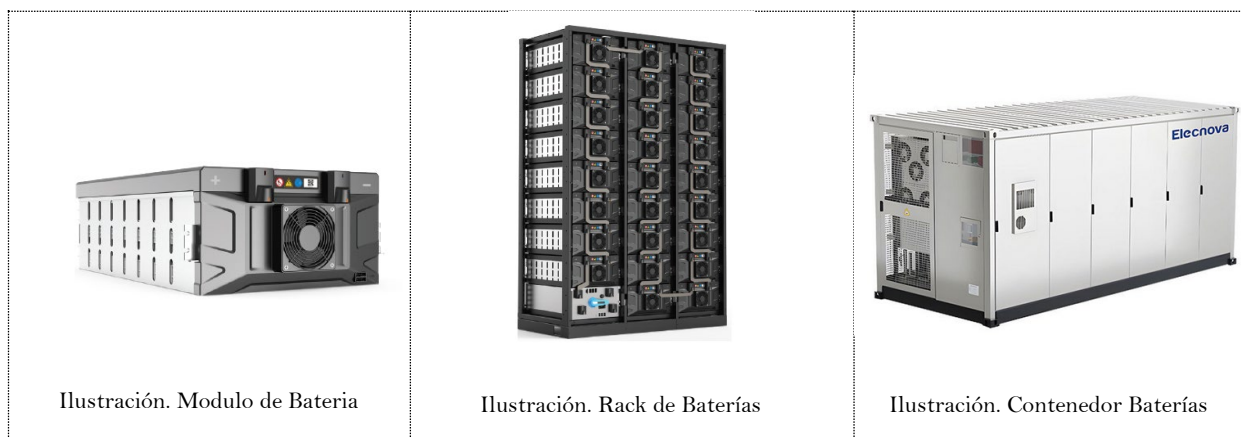 Elecnova
Ilustración. Modulo de Bateria
Ilustración. Rack de Baterías
Ilustración. Contenedor Baterías